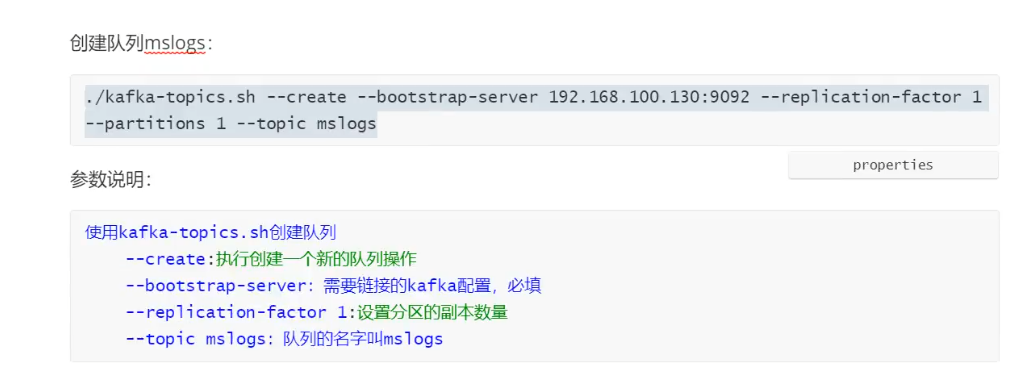 创建队列mslogs：
./kafka-topics.sh --create --bootstrap-server 192.168.100.130:9092 --replication-factor 1
--partitions 1 --topic mslogs
properties
参数说明：
使用kafka-topics.sh创建队列
--create:执行创建一个新的队列操作
--bootstrap-server: 需要链接的kafka配置，必填
--replication-factor 1:设置分区的副本数量
--topic mslogs: 队列的名字叫mslogs